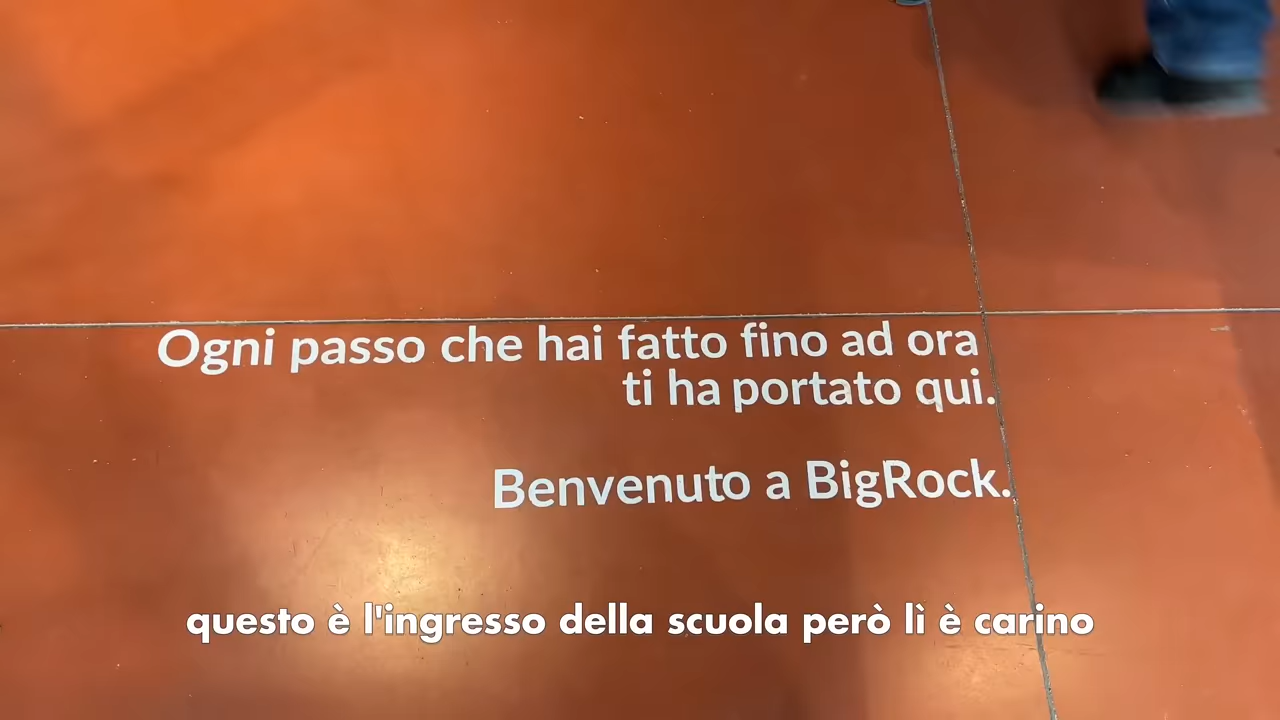 Ogni passo che hai fatto fino ad ora
ti ha portato qui.
Benvenuto a BigRock.
questo è l'ingresso della scuola però lì è carino